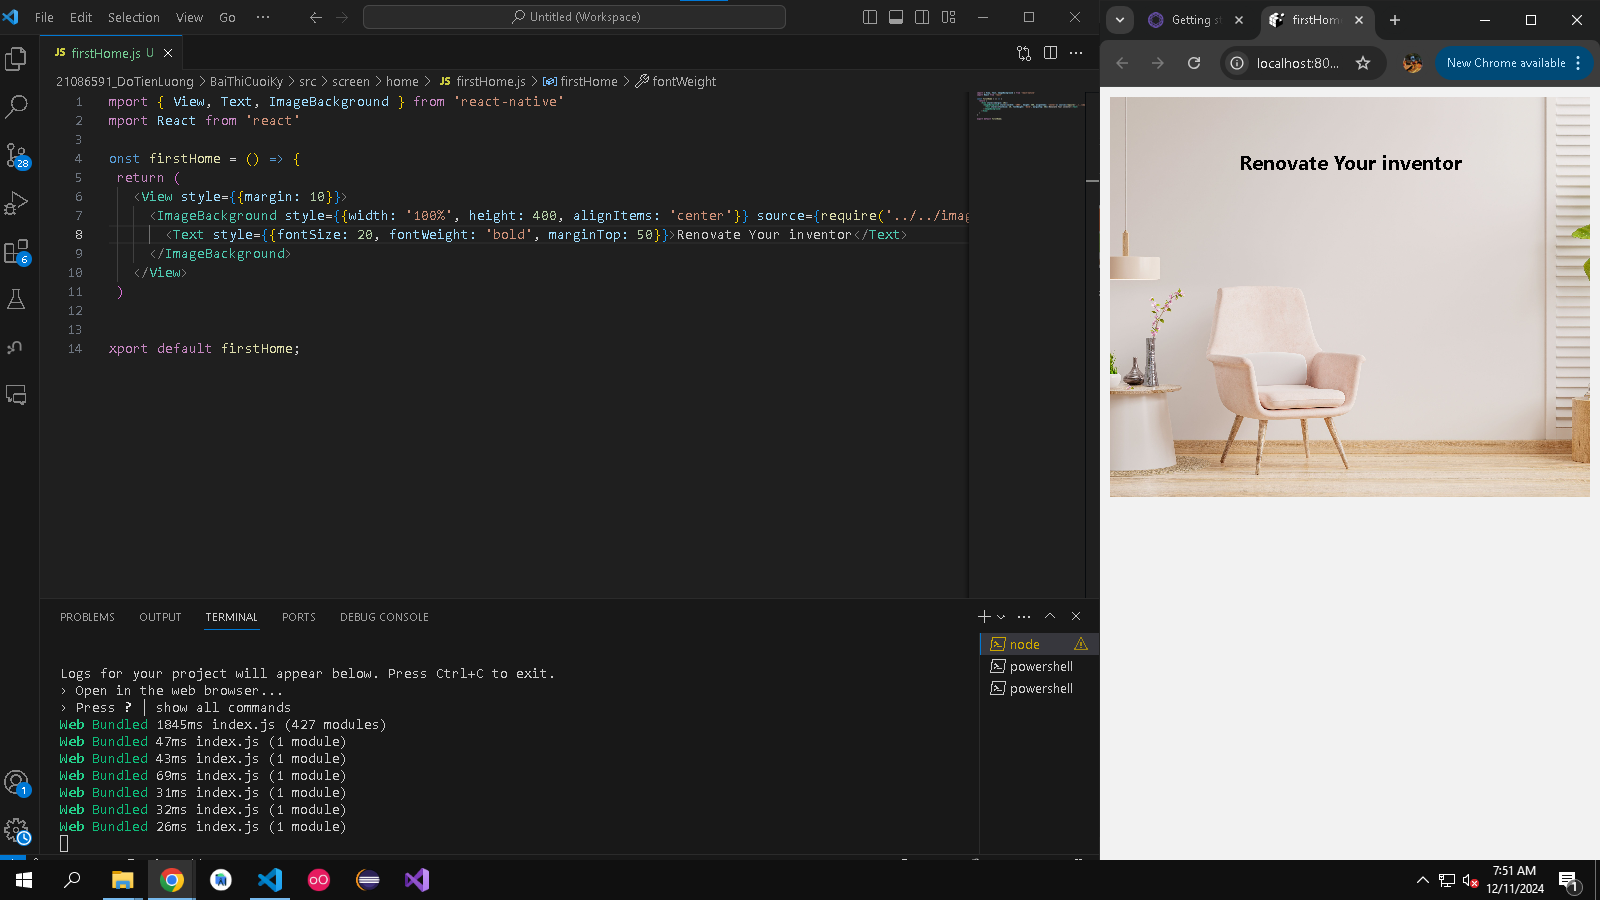 File Edit Selection View Go ··· Untitled (Workspace)
JS firstHome.js U
21086591_DoTienLuong > BaiThiCuoiKy > src > screen > home > JS firstHome.js > firstHome > fontWeight
1 mport { View, Text, ImageBackground } from 'react-native'
2 mport React from 'react'
3
4 onst firstHome = () => {
5 return (
6 <View style={{margin: 10}}>
7 <ImageBackground style={{width: '100%', height: 400, alignItems: 'center'}} source={require('../../imag
8 <Text style={{fontSize: 20, fontWeight: 'bold', marginTop: 50}}>Renovate Your inventor</Text>
9 </ImageBackground>
10 </View>
11 )
12
13
14 xport default firstHome;
28
6
1
PROBLEMS OUTPUT TERMINAL PORTS DEBUG CONSOLE
Logs for your project will appear below. Press Ctrl+C to exit.
› Open in the web browser...
› Press ? │ show all commands
Web Bundled 1845ms index.js (427 modules)
Web Bundled 47ms index.js (1 module)
Web Bundled 43ms index.js (1 module)
Web Bundled 69ms index.js (1 module)
Web Bundled 31ms index.js (1 module)
Web Bundled 32ms index.js (1 module)
Web Bundled 26ms index.js (1 module)
node
powershell
powershell
Getting firstHom
localhost:80... New Chrome available
Renovate Your inventor
7:51 AM
12/11/2024
1